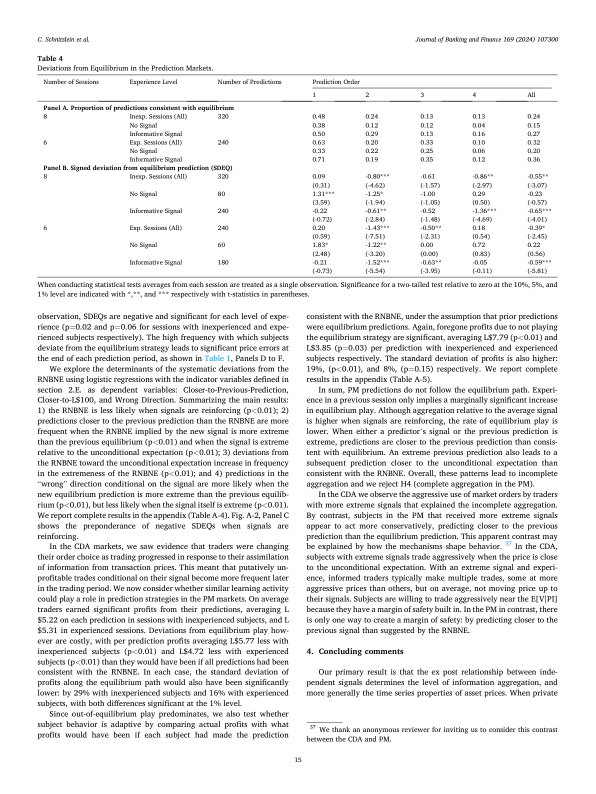 C. Schnitzlein et al.
Journal of Banking and Finance 169 (2024) 107300
Table 4
Deviations from Equilibrium in the Prediction Markets.
Number of Sessions Experience Level Number of Predictions Prediction Order
1 2 3 4 All
Panel A. Proportion of predictions consistent with equilibrium
8 Inexp. Sessions (All) 320 0.48 0.24 0.13 0.13 0.24
No Signal 0.38 0.12 0.12 0.04 0.15
Informative Signal 0.50 0.29 0.13 0.16 0.27
6 Exp. Sessions (All) 240 0.63 0.20 0.33 0.10 0.32
No Signal 0.33 0.22 0.25 0.06 0.20
Informative Signal 0.71 0.19 0.35 0.12 0.36
Panel B. Signed deviation from equilibrium prediction (SDEQ)
8 Inexp. Sessions (All) 320 0.09 -0.80*** -0.61 -0.86** -0.55**
(0.31) (-4.62) (-1.57) (-2.97) (-3.07)
No Signal 80 1.31*** -1.25* -1.00 0.29 -0.23
(3.59) (-1.94) (-1.05) (0.50) (-0.57)
Informative Signal 240 -0.22 -0.61** -0.52 -1.36*** -0.65***
(-0.72) (-2.84) (-1.48) (-4.69) (-4.01)
6 Exp. Sessions (All) 240 0.20 -1.43*** -0.50** 0.18 -0.39*
(0.59) (-7.51) (-2.31) (0.54) (-2.45)
No Signal 60 1.83* -1.22** 0.00 0.72 0.22
(2.48) (-3.20) (0.00) (0.83) (0.56)
Informative Signal 180 -0.21 -1.52*** -0.63** -0.05 -0.59***
(-0.73) (-5.54) (-3.95) (-0.11) (-5.81)
When conducting statistical tests averages from each session are treated as a single observation. Significance for a two-tailed test relative to zero at the 10%, 5%, and
1% level are indicated with *,**, and *** respectively with t-statistics in parentheses.
observation, SDEQs are negative and significant for each level of expe-
rience (p=0.02 and p=0.06 for sessions with inexperienced and expe-
rienced subjects respectively). The high frequency with which subjects
deviate from the equilibrium strategy leads to significant price errors at
the end of each prediction period, as shown in Table 1, Panels D to F.
We explore the determinants of the systematic deviations from the
RNBNE using logistic regressions with the indicator variables defined in
section 2.E. as dependent variables: Closer-to-Previous-Prediction,
Closer-to-L$100, and Wrong Direction. Summarizing the main results:
1) the RNBNE is less likely when signals are reinforcing (p<0.01); 2)
predictions closer to the previous prediction than the RNBNE are more
frequent when the RNBNE implied by the new signal is more extreme
than the previous equilibrium (p<0.01) and when the signal is extreme
relative to the unconditional expectation (p<0.01); 3) deviations from
the RNBNE toward the unconditional expectation increase in frequency
in the extremeness of the RNBNE (p<0.01); and 4) predictions in the
“wrong” direction conditional on the signal are more likely when the
new equilibrium prediction is more extreme than the previous equilib-
rium (p<0.01), but less likely when the signal itself is extreme (p<0.01).
We report complete results in the appendix (Table A-4). Fig. A-2, Panel C
shows the preponderance of negative SDEQs when signals are
reinforcing.
In the CDA markets, we saw evidence that traders were changing
their order choice as trading progressed in response to their assimilation
of information from transaction prices. This meant that putatively un-
profitable trades conditional on their signal become more frequent later
in the trading period. We now consider whether similar learning activity
could play a role in prediction strategies in the PM markets. On average
traders earned significant profits from their predictions, averaging L
$5.22 on each prediction in sessions with inexperienced subjects, and L
$5.31 in experienced sessions. Deviations from equilibrium play how-
ever are costly, with per prediction profits averaging L$5.77 less with
inexperienced subjects (p<0.01) and L$4.72 less with experienced
subjects (p<0.01) than they would have been if all predictions had been
consistent with the RNBNE. In each case, the standard deviation of
profits along the equilibrium path would also have been significantly
lower: by 29% with inexperienced subjects and 16% with experienced
subjects, with both differences significant at the 1% level.
Since out-of-equilibrium play predominates, we also test whether
subject behavior is adaptive by comparing actual profits with what
profits would have been if each subject had made the prediction
consistent with the RNBNE, under the assumption that prior predictions
were equilibrium predictions. Again, foregone profits due to not playing
the equilibrium strategy are significant, averaging L$7.79 (p<0.01) and
L$3.85 (p=0.03) per prediction with inexperienced and experienced
subjects respectively. The standard deviation of profits is also higher:
19%, (p<0.01), and 8%, (p=0.15) respectively. We report complete
results in the appendix (Table A-5).
In sum, PM predictions do not follow the equilibrium path. Experi-
ence in a previous session only implies a marginally significant increase
in equilibrium play. Although aggregation relative to the average signal
is higher when signals are reinforcing, the rate of equilibrium play is
lower. When either a predictor's signal or the previous prediction is
extreme, predictions are closer to the previous prediction than consis-
tent with equilibrium. An extreme previous prediction also leads to a
subsequent prediction closer to the unconditional expectation than
consistent with RNBNE. Overall, these patterns lead to incomplete
aggregation and we reject H4 (complete aggregation in the PM).
In the CDA we observe the aggressive use of market orders by traders
with more extreme signals that explained the incomplete aggregation.
By contrast, subjects in the PM that received more extreme signals
appear to act more conservatively, predicting closer to the previous
prediction than the equilibrium prediction. This apparent contrast may
be explained by how the mechanisms shape behavior. 37 In the CDA,
subjects with extreme signals trade aggressively when the price is close
to the unconditional expectation. With an extreme signal and experi-
ence, informed traders typically make multiple trades, some at more
aggressive prices than others, but on average, not moving price up to
their signals. Subjects are willing to trade aggressively near the E[V|PI]
because they have a margin of safety built in. In the PM in contrast, there
is only one way to create a margin of safety: by predicting closer to the
previous signal than suggested by the RNBNE.
4. Concluding comments
Our primary result is that the ex post relationship between inde-
pendent signals determines the level of information aggregation, and
more generally the time series properties of asset prices. When private
37 We thank an anonymous reviewer for inviting us to consider this contrast
between the CDA and PM.
15